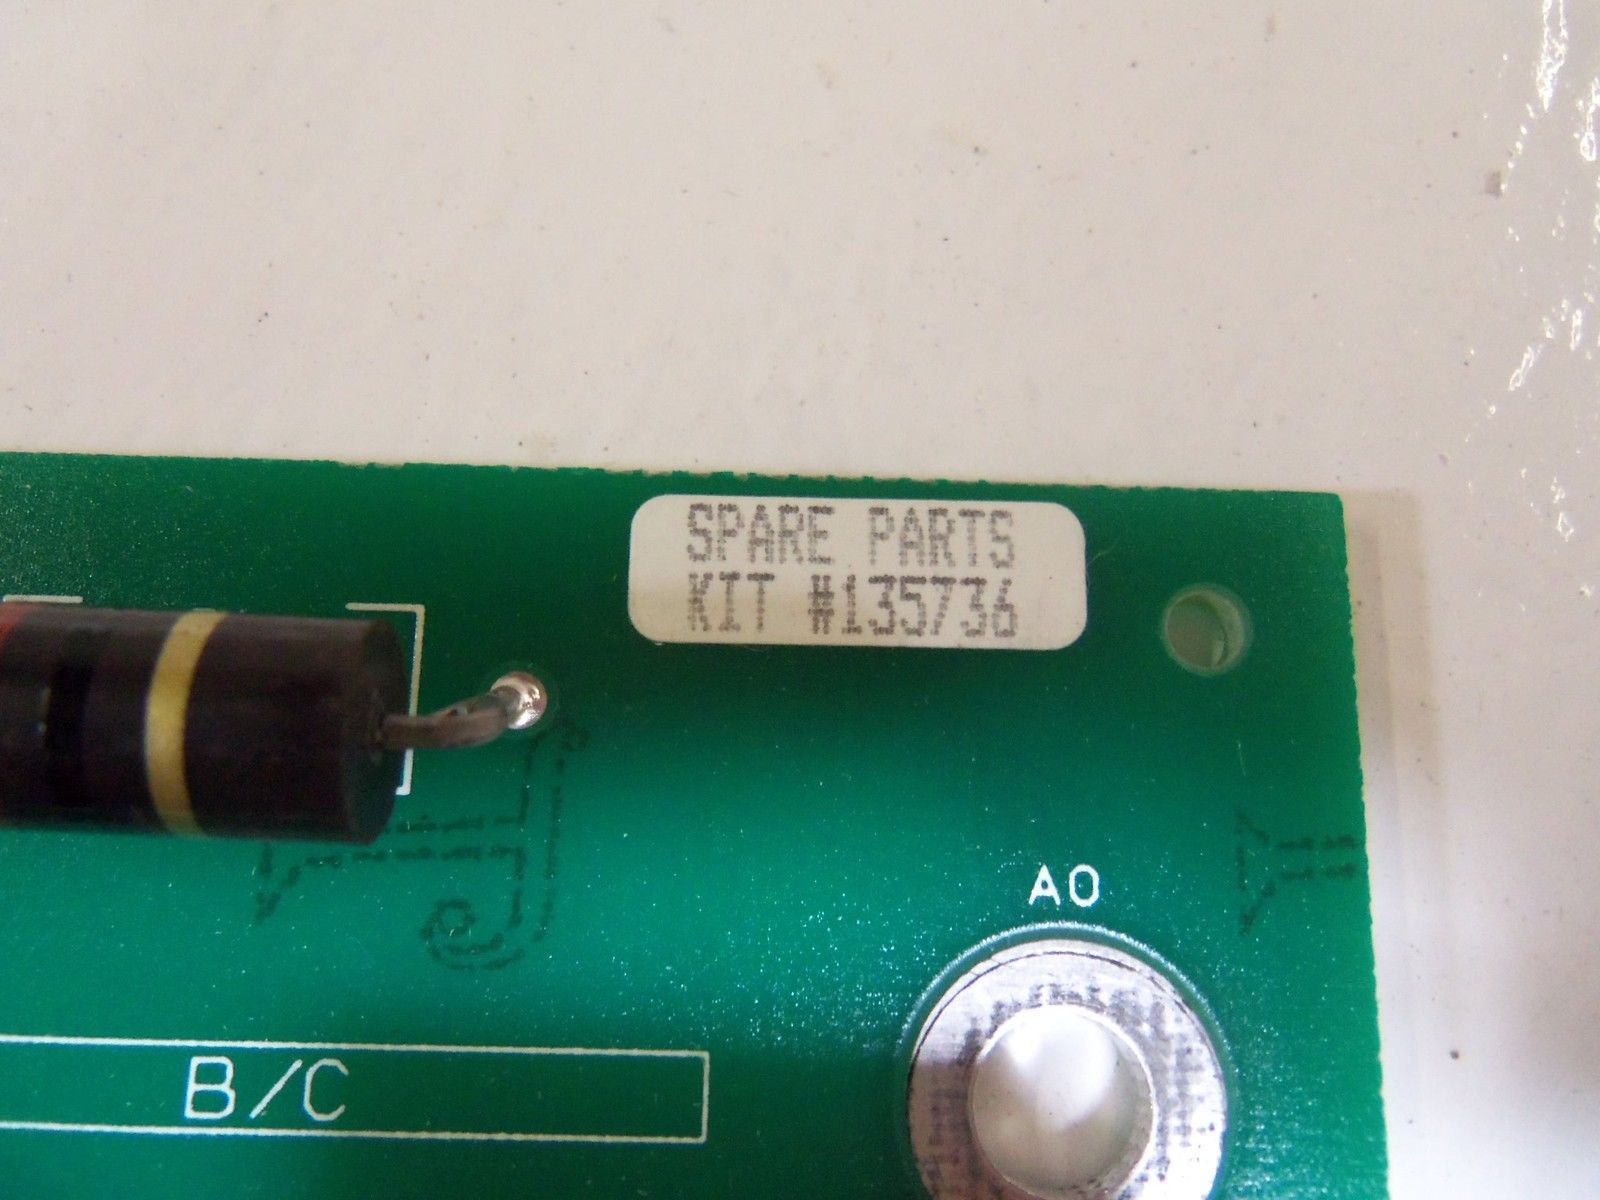 SPARE PARTS
KIT #135736
A0
B/C